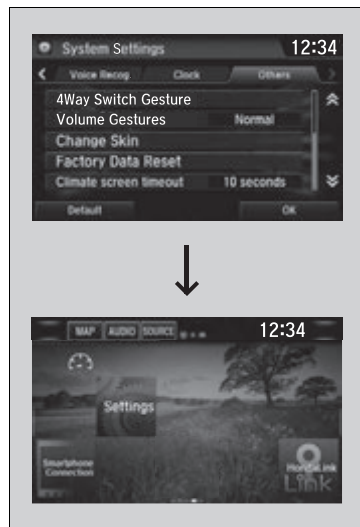 System Settings 12:34
Voice Recog Clock Others
4Way Switch Gesture
Volume Gestures Normal
Change Skin
Factory Data Reset
Climate screen timeout 10 seconds
Default OK
MAP AUDIO SOURCE 12:34
Settings
Smartphone Connection
HondaLink
Link